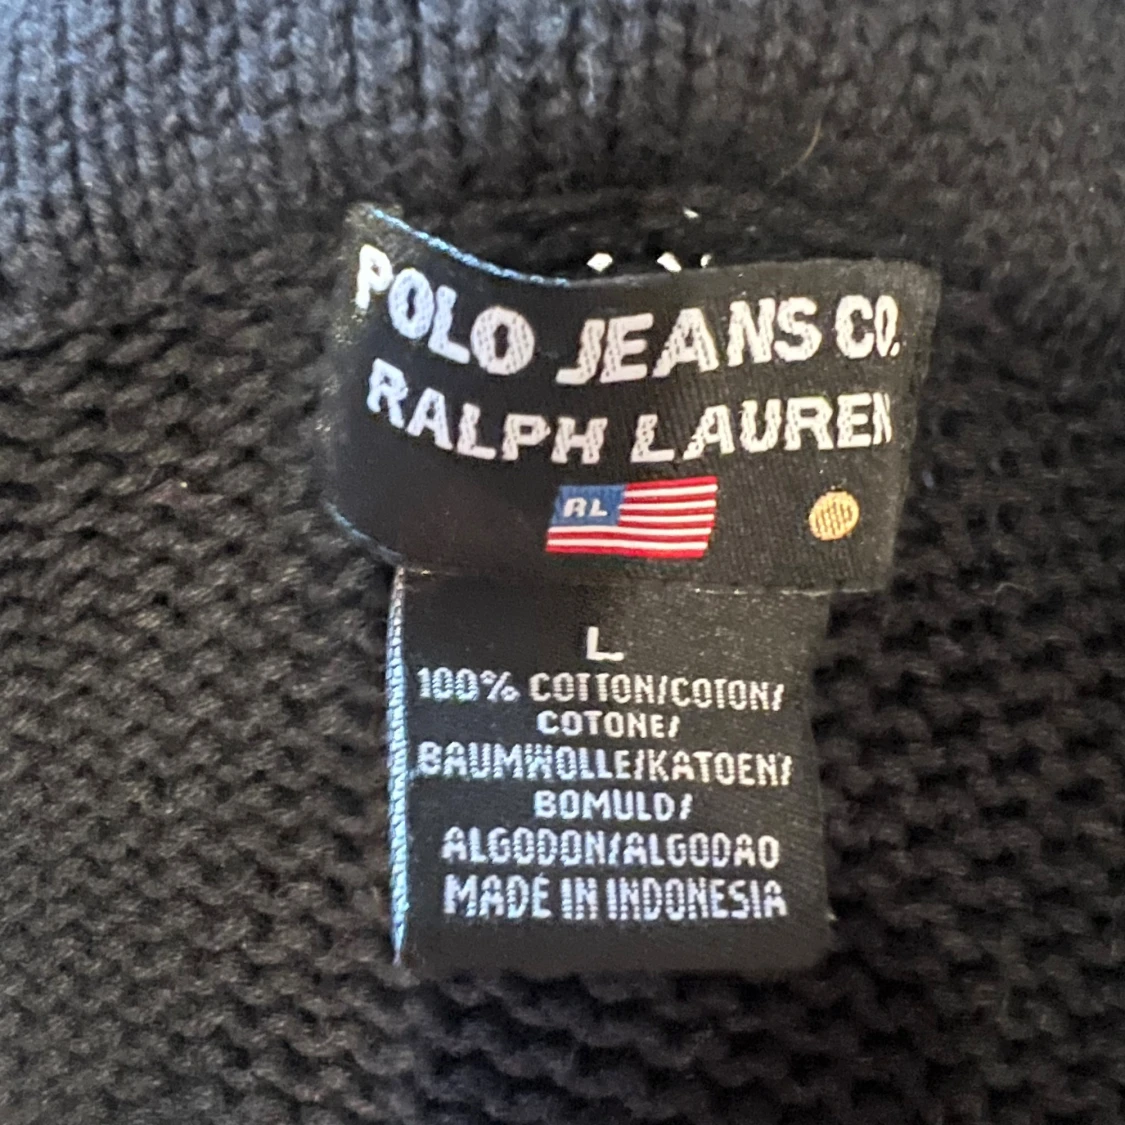 POLO JEANS CO.
RALPH LAUREN
RL
L
100% COTTON/COTON/
COTONE/
BAUMWOLLE/KATOEN/
BOMULD/
ALGODON/ALGODAO
MADE IN INDONESIA